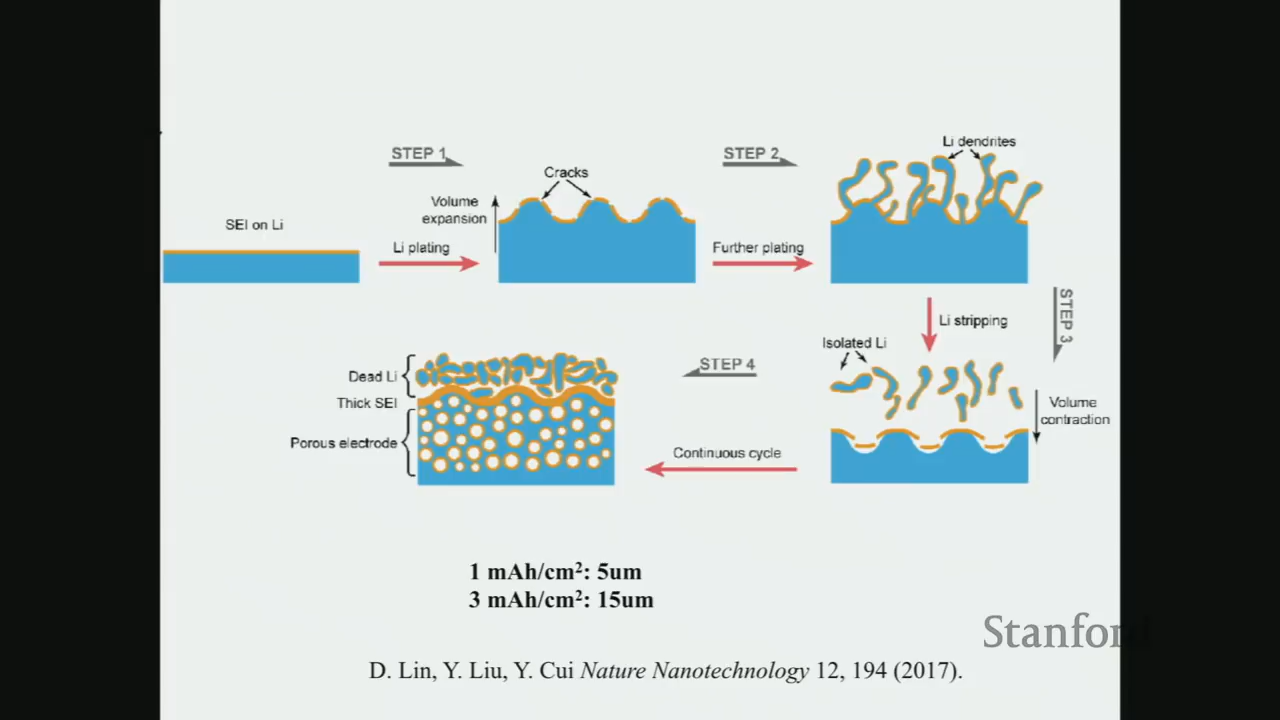 STEP 1
STEP 2
Li dendrites
Cracks
Volume
expansion
SEI on Li
Li plating
Further plating
STEP 3
Li stripping
Isolated Li
Volume
contraction
STEP 4
Continuous cycle
Dead Li
Thick SEI
Porous electrode
1 mAh/cm²: 5um
3 mAh/cm²: 15um
Stanford
D. Lin, Y. Liu, Y. Cui Nature Nanotechnology 12, 194 (2017).